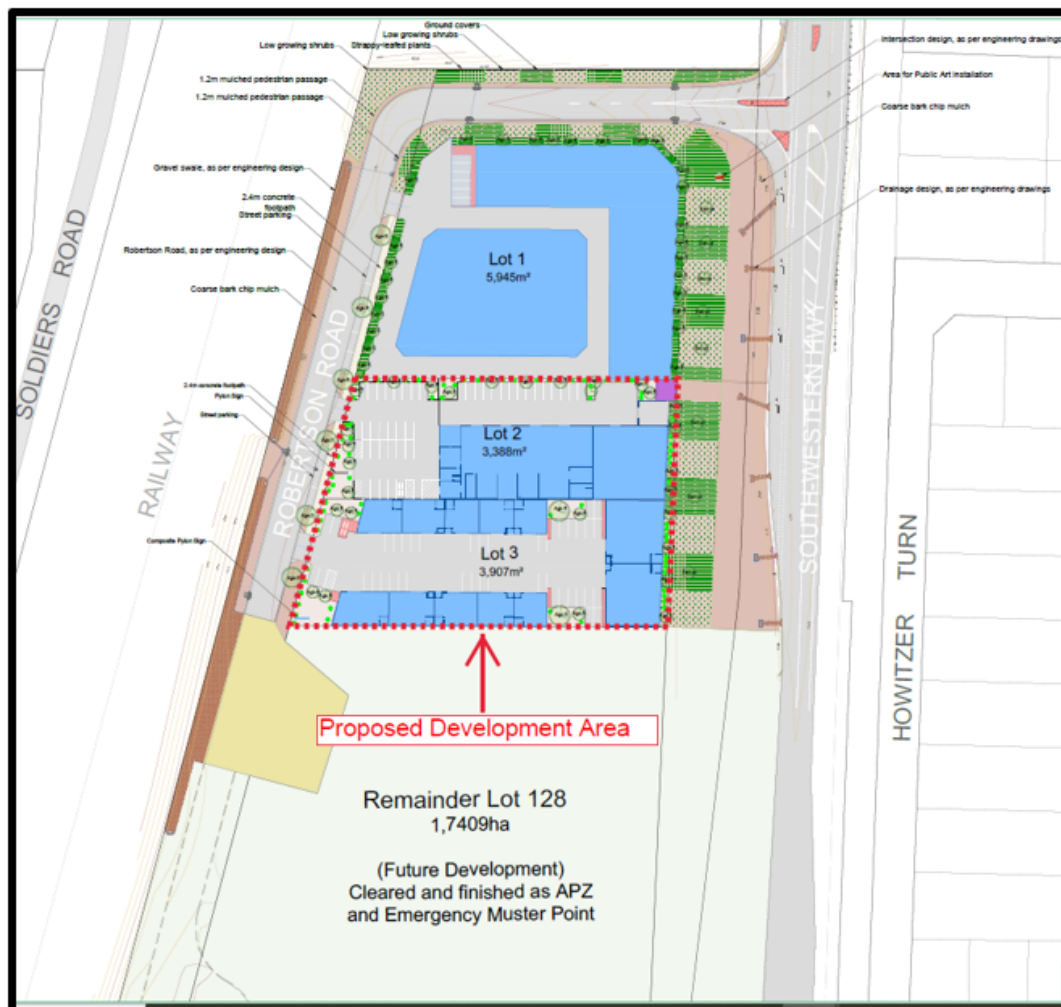 Ground covers
Low growing shrubs
Low growing shrubs
Strappy-leafed plants
1.2m mulched pedestrian passage
1.2m mulched pedestrian passage
Gravel swale, as per engineering design
2.4m concrete
footpath
Street parking
Robertson Road, as per engineering design
Coarse bark chip mulch
2.4m concrete footpath
Pylon Sign
Street parking
Composite Pylon Sign
Intersection design, as per engineering drawings
Area for Public Art Installation
Coarse bark chip mulch
Drainage design, as per engineering drawings
SOLDIERS ROAD
RAILWAY
ROBERTSON ROAD
SOUTH WESTERN HWY
HOWITZER TURN
Lot 1
5,945m²
Lot 2
3,388m²
Lot 3
3,907m²
Proposed Development Area
Remainder Lot 128
1,7409ha
(Future Development)
Cleared and finished as APZ
and Emergency Muster Point